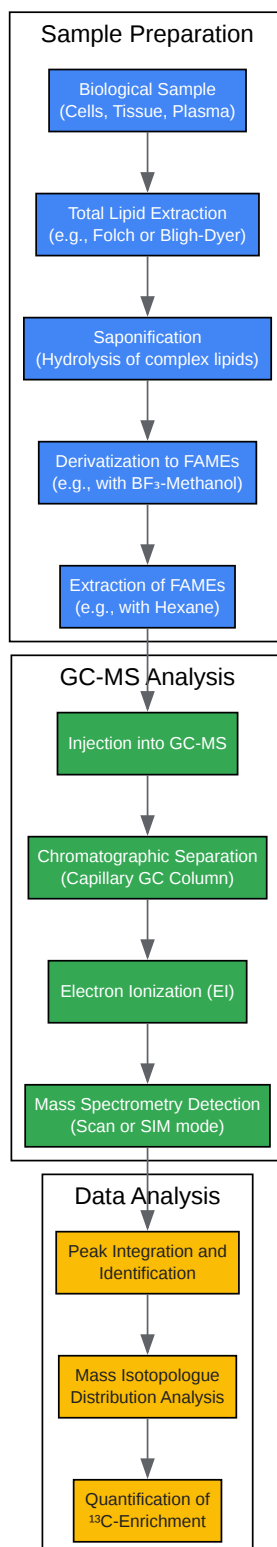 Sample Preparation
Biological Sample
(Cells, Tissue, Plasma)
Total Lipid Extraction
(e.g., Folch or Bligh-Dyer)
Saponification
(Hydrolysis of complex lipids)
Derivatization to FAMEs
(e.g., with BF₃-Methanol)
Extraction of FAMEs
(e.g., with Hexane)
GC-MS Analysis
Injection into GC-MS
Chromatographic Separation
(Capillary GC Column)
Electron Ionization (EI)
Mass Spectrometry Detection
(Scan or SIM mode)
Data Analysis
Peak Integration and
Identification
Mass Isotopologue
Distribution Analysis
Quantification of
¹³C-Enrichment